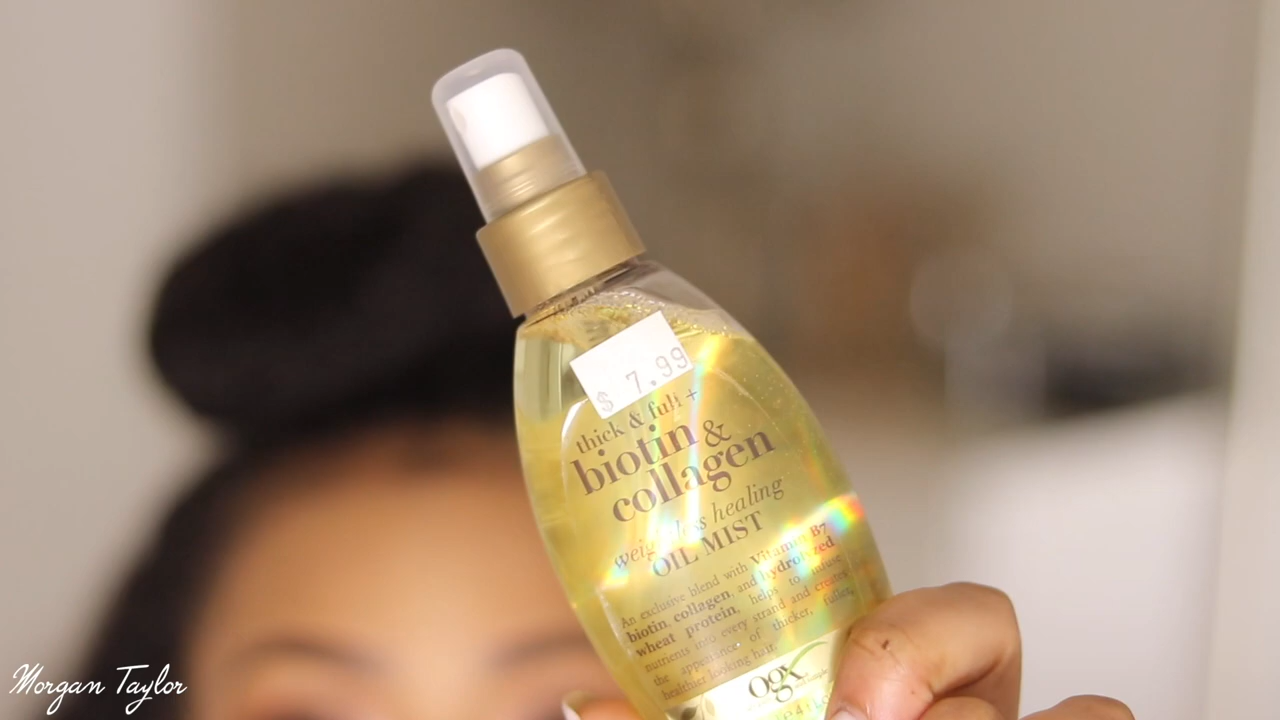 $ 7.99
thick & full +
biotin &
collagen
weightless healing
OIL MIST
An exclusive blend with Vitamin B7
biotin, collagen, and hydrolyzed
wheat protein, helps to infuse
nutrients into every strand and creates
the appearance of thicker, fuller,
healthier looking hair.
ogx
Morgan Taylor